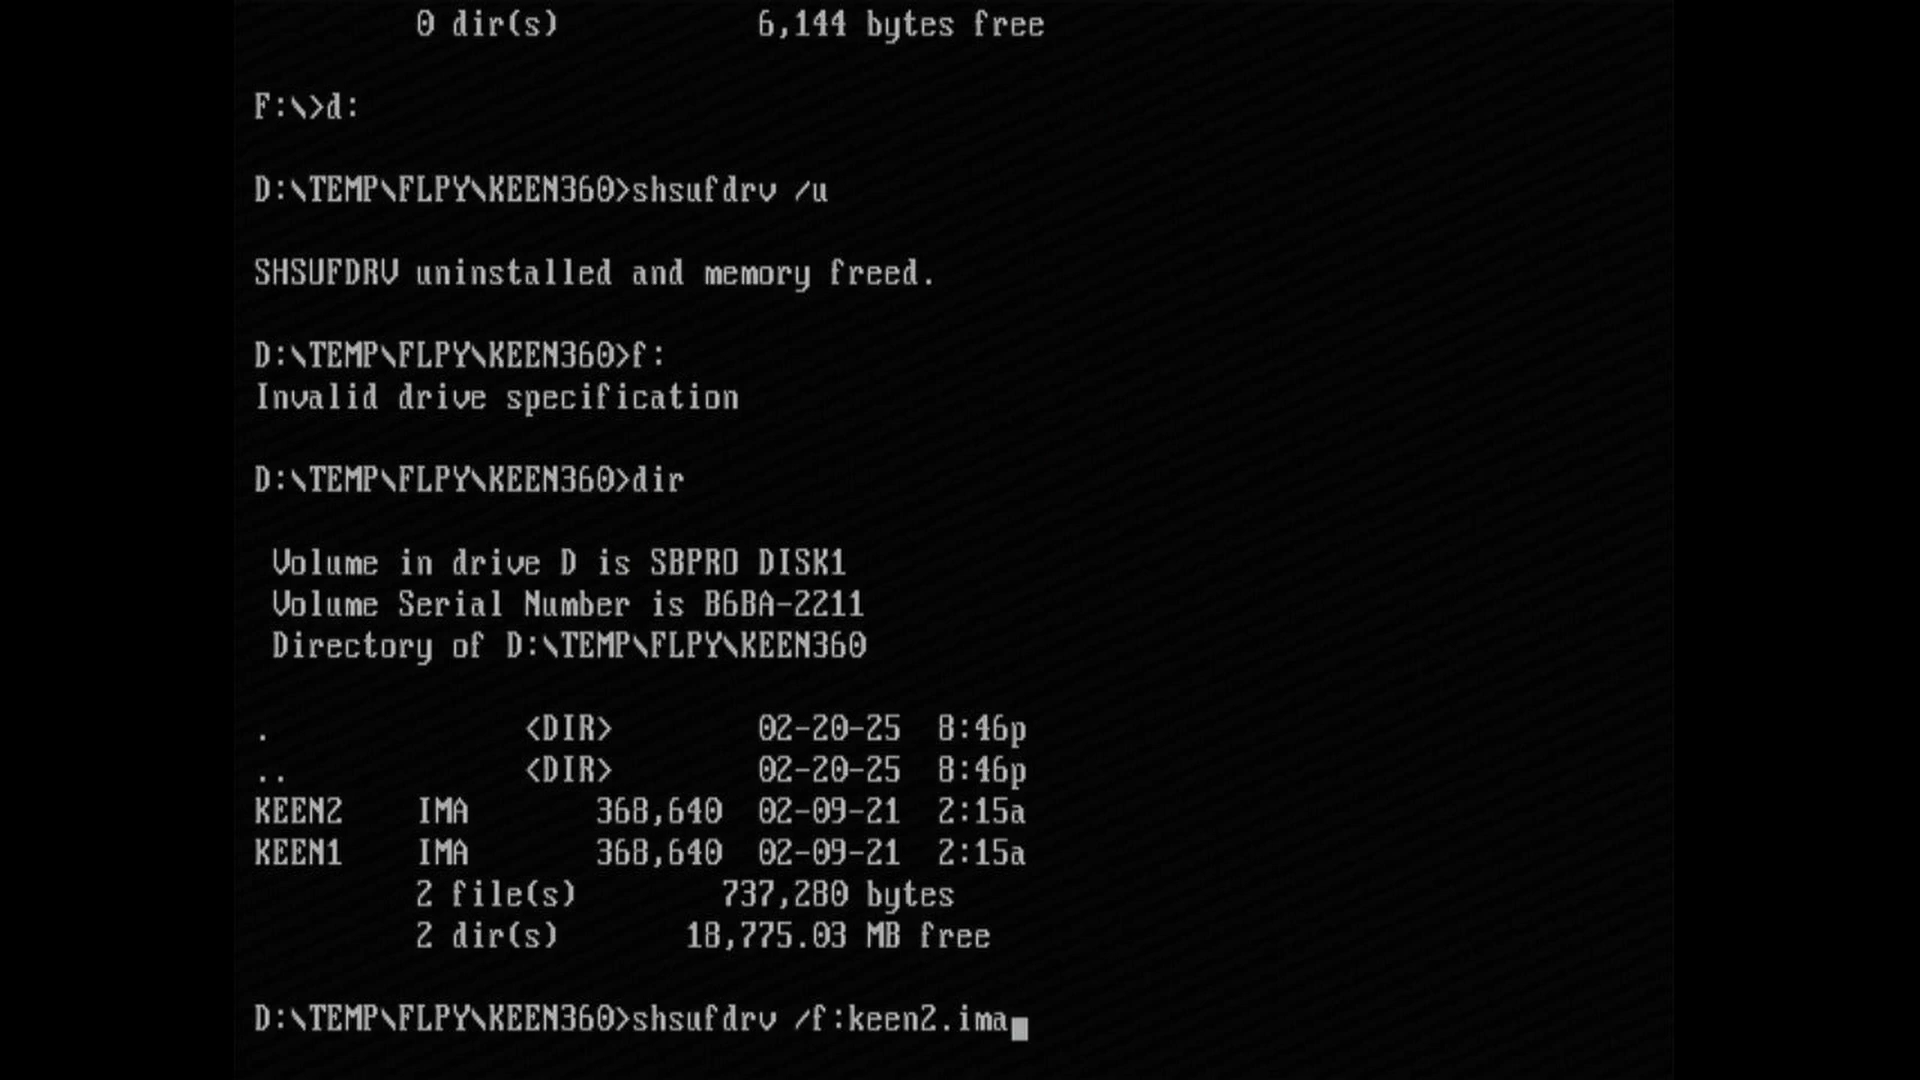 0 dir(s) 6,144 bytes free
F:\>d:
D:\TEMP\FLPY\KEEN360>shsufdrv /u
SHSUFDRV uninstalled and memory freed.
D:\TEMP\FLPY\KEEN360>f:
Invalid drive specification
D:\TEMP\FLPY\KEEN360>dir
Volume in drive D is SBPRO DISK1
Volume Serial Number is B6BA-2211
Directory of D:\TEMP\FLPY\KEEN360
. <DIR> 02-20-25 8:46p
.. <DIR> 02-20-25 8:46p
KEEN2 IMA 368,640 02-09-21 2:15a
KEEN1 IMA 368,640 02-09-21 2:15a
2 file(s) 737,280 bytes
2 dir(s) 18,775.03 MB free
D:\TEMP\FLPY\KEEN360>shsufdrv /f:keen2.ima